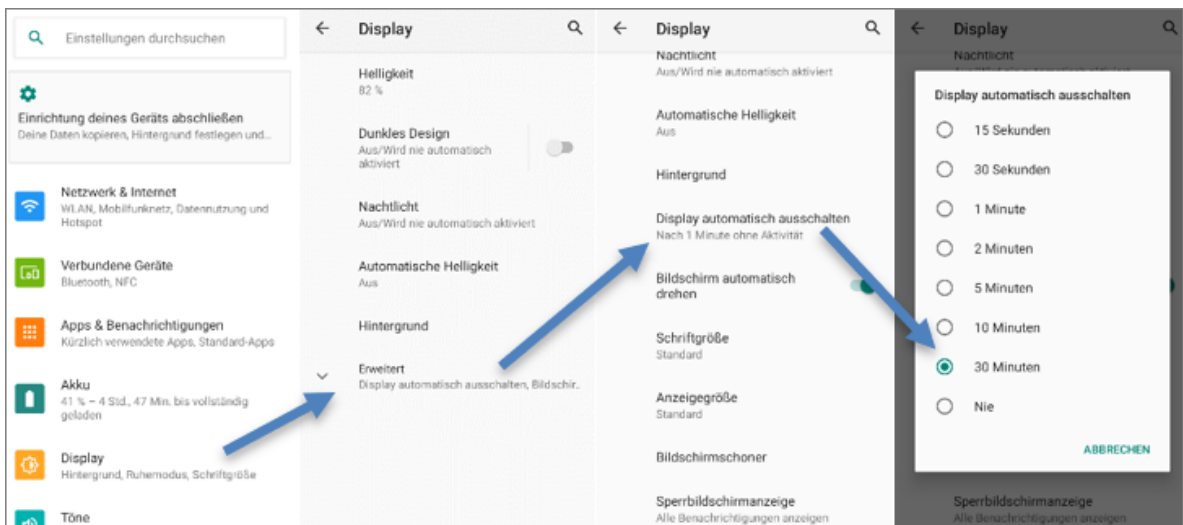 Einstellungen durchsuchen
Einrichtung deines Geräts abschließen
Deine Daten kopieren, Hintergrund festlegen und...
Netzwerk & Internet
WLAN, Mobilfunknetz, Datennutzung und
Hotspot
Verbundene Geräte
Bluetooth, NFC
Apps & Benachrichtigungen
Kürzlich verwendete Apps, Standard-Apps
Akku
41 % – 4 Std., 47 Min. bis vollständig
geladen
Display
Hintergrund, Ruhemodus, Schriftgröße
Töne
Display
Helligkeit
82 %
Dunkles Design
Aus/Wird nie automatisch
aktiviert
Nachtlicht
Aus/Wird nie automatisch aktiviert
Automatische Helligkeit
Aus
Hintergrund
Erweitert
Display automatisch ausschalten, Bildschir..
Display
Nachtlicht
Aus/Wird nie automatisch aktiviert
Automatische Helligkeit
Aus
Hintergrund
Display automatisch ausschalten
Nach 1 Minute ohne Aktivität
Bildschirm automatisch
drehen
Schriftgröße
Standard
Anzeigegröße
Standard
Bildschirmschoner
Sperrbildschirmanzeige
Alle Benachrichtigungen anzeigen
Display
Nachtlicht
Display automatisch ausschalten
15 Sekunden
30 Sekunden
1 Minute
2 Minuten
5 Minuten
10 Minuten
30 Minuten
Nie
ABBRECHEN
Sperrbildschirmanzeige
Alle Benachrichtigungen anzeigen